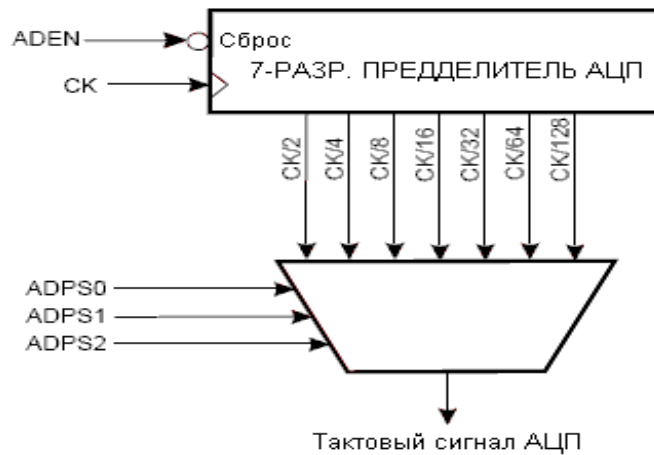 ADEN
Сброс
7-РАЗР. ПРЕДДЕЛИТЕЛЬ АЦП
CK
CK/2
CK/4
CK/8
CK/16
CK/32
CK/64
CK/128
ADPS0
ADPS1
ADPS2
Тактовый сигнал АЦП